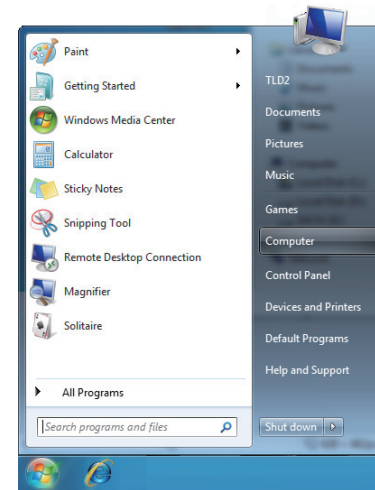 Paint
Getting Started
Windows Media Center
Calculator
Sticky Notes
Snipping Tool
Remote Desktop Connection
Magnifier
Solitaire
All Programs
Search programs and files
TLD2
Documents
Pictures
Music
Games
Computer
Control Panel
Devices and Printers
Default Programs
Help and Support
Shut down